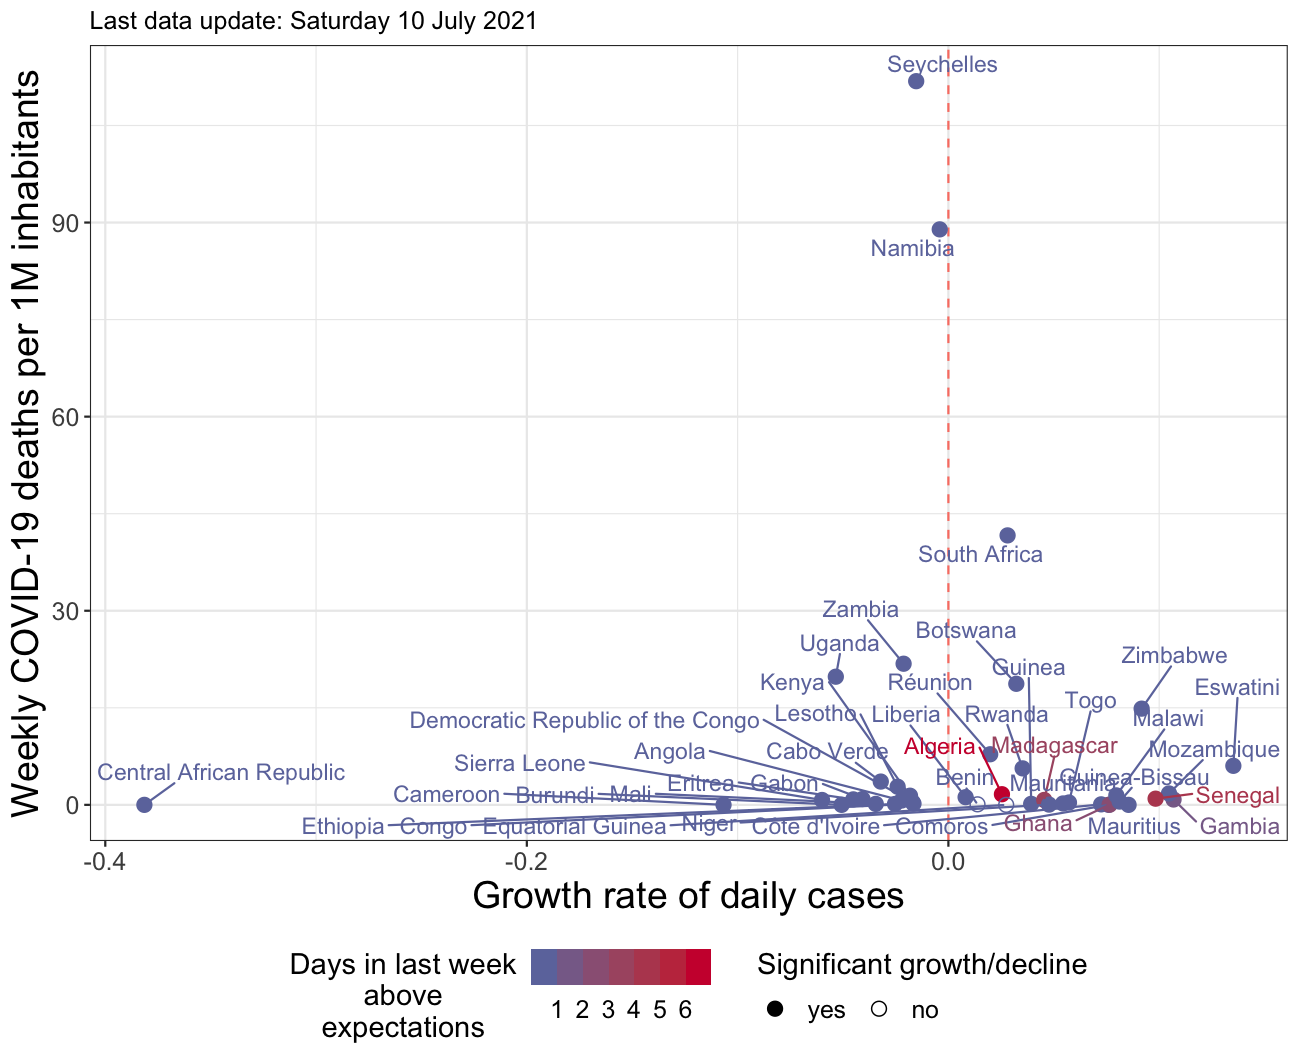 Last data update: Saturday 10 July 2021
Weekly COVID-19 deaths per 1M inhabitants
90
60
30
0
Seychelles
Namibia
South Africa
Zambia
Botswana
Uganda
Zimbabwe
Guinea
Kenya
Réunion
Eswatini
Togo
Lesotho
Liberia
Rwanda
Malawi
Democratic Republic of the Congo
Angola
Cabo Verde
Algeria
Madagascar
Mozambique
Sierra Leone
Central African Republic
Eritrea
Gabon
Benin
Mauritania
Guinea-Bissau
Cameroon
Burundi
Mali
Senegal
Ethiopia
Congo
Equatorial Guinea
Niger
Côte d'Ivoire
Comoros
Ghana
Mauritius
Gambia
-0.4
-0.2
0.0
Growth rate of daily cases
Days in last week
above
expectations
1 2 3 4 5 6
Significant growth/decline
yes
no